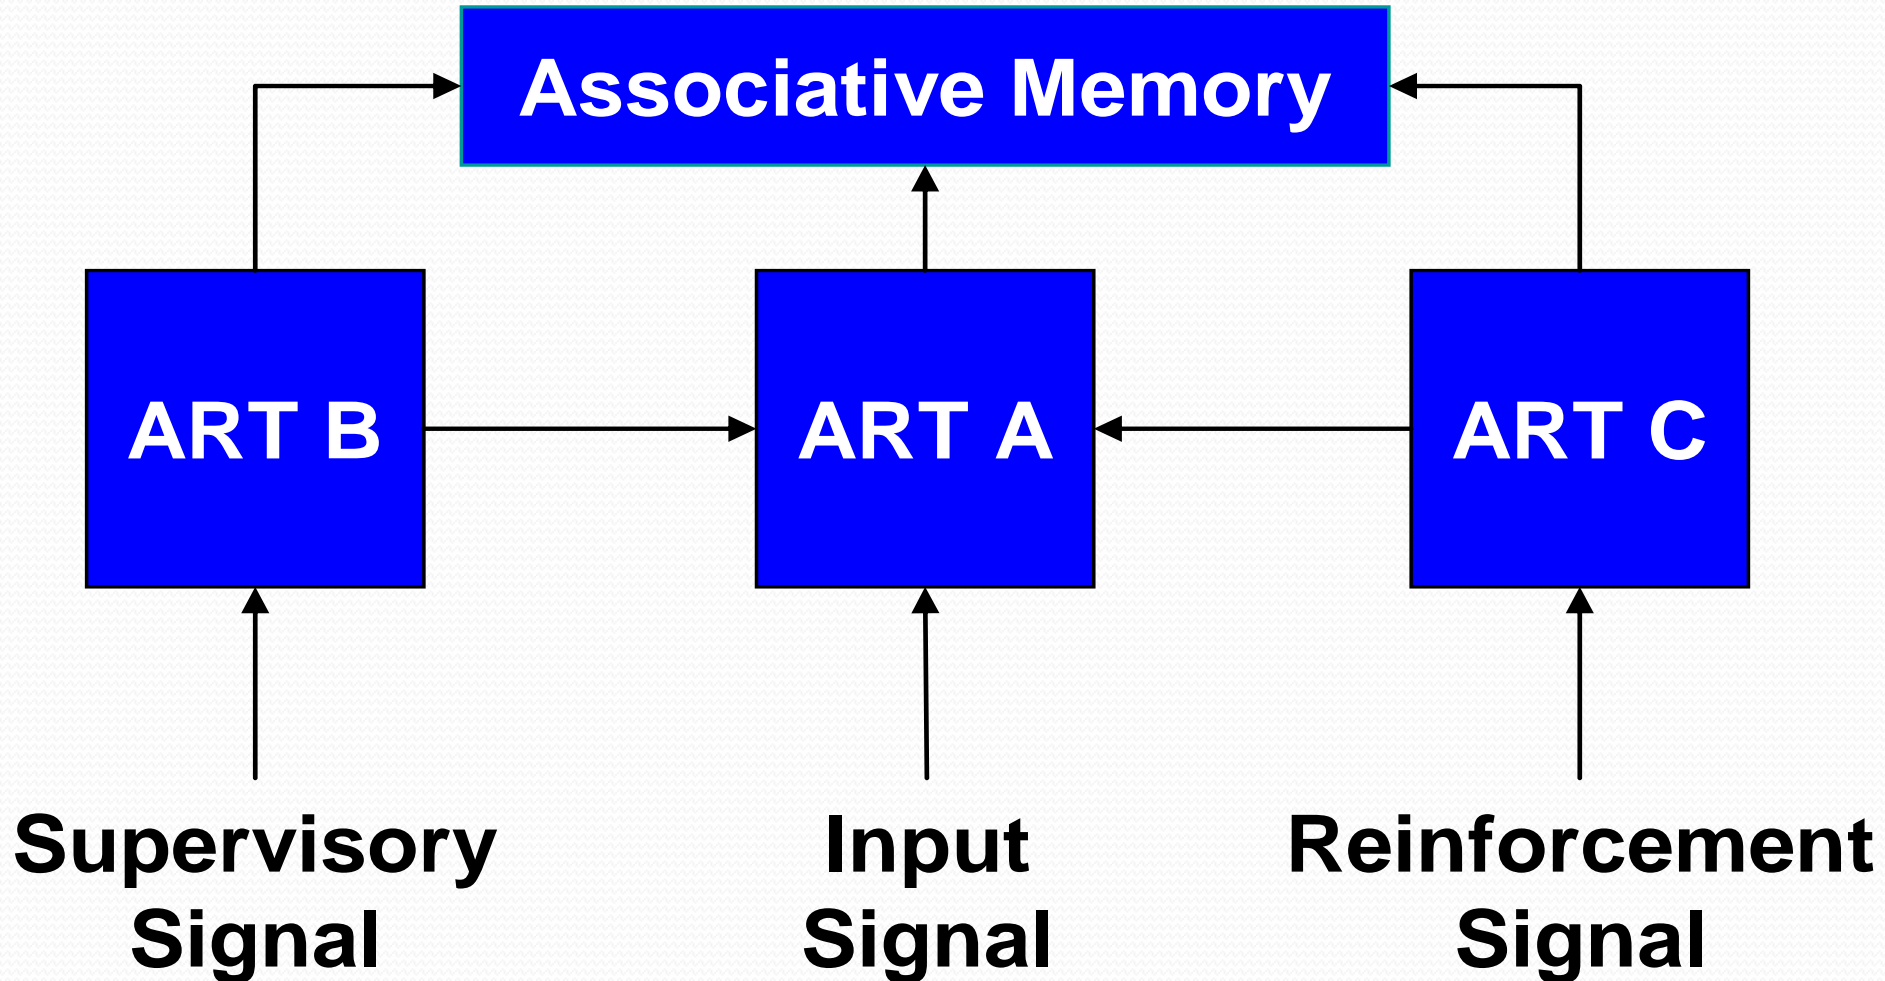 Associative Memory
ART B
ART A
ART C
Supervisory
Signal
Input
Signal
Reinforcement
Signal